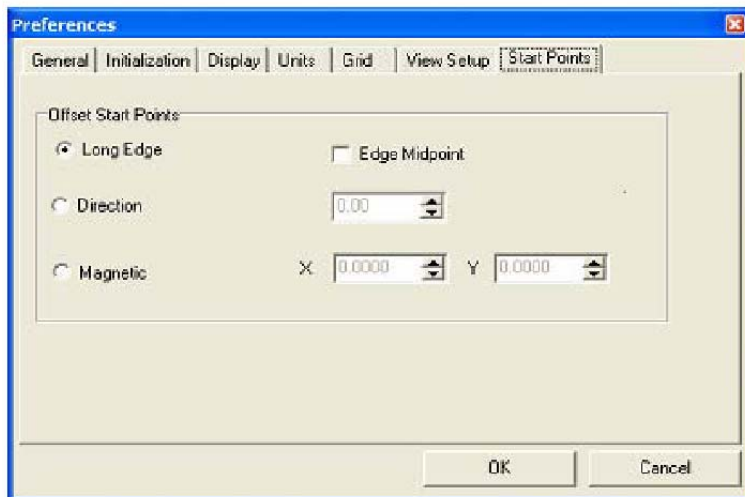 Preferences
General Initialization Display Units Grid View Setup Start Points
Offset Start Points
Long Edge Edge Midpoint
Direction 0.00
Magnetic X 0.0000 Y 0.0000
OK Cancel